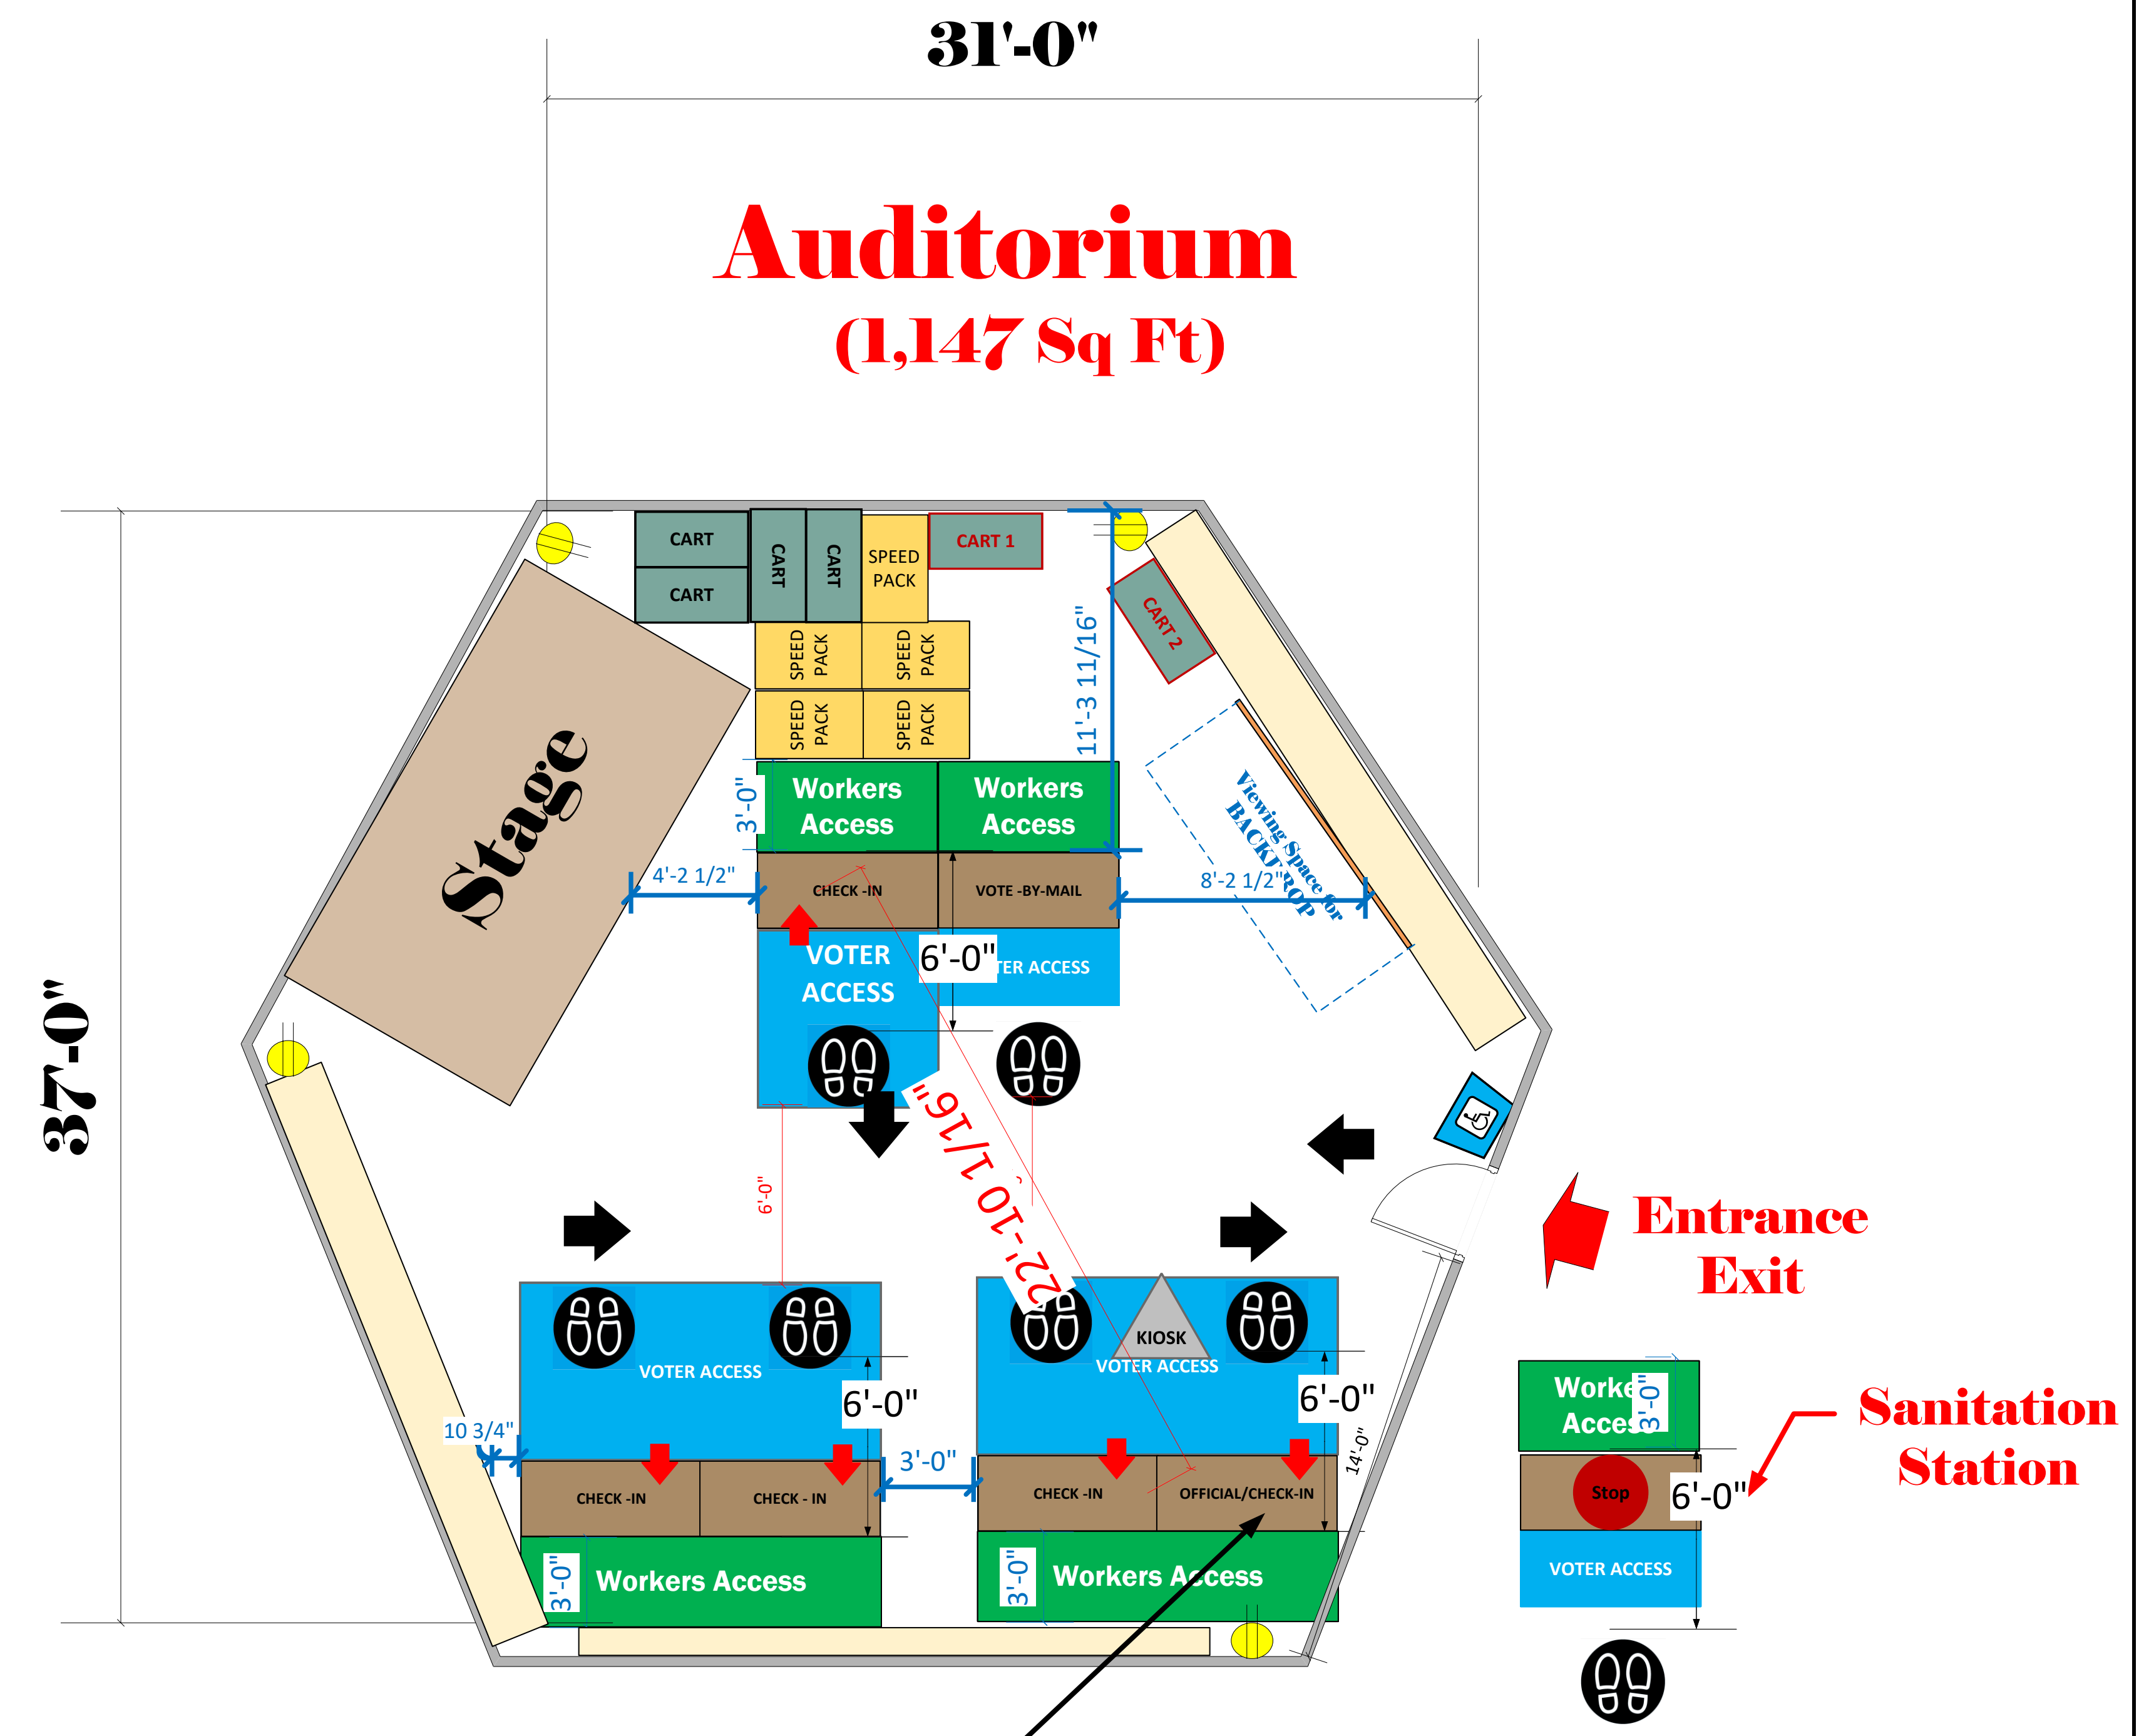 31'-0"
Auditorium
(1,147 Sq Ft)
37'-0"
CART
CART
CART
CART
SPEED
PACK
CART 1
CART 2
SPEED
PACK
SPEED
PACK
SPEED
PACK
SPEED
PACK
11'-3 11/16"
Stage
3'-0"
Workers
Access
Workers
Access
Viewing Space for
4'-2 1/2"
CHECK -IN
VOTE -BY-MAIL
8'-2 1/2"
VOTER
ACCESS
6'-0"
ACCESS
22'-10 1/16"
6'-0"
Entrance
Exit
KIOSK
VOTER ACCESS
VOTER ACCESS
6'-0"
6'-0"
10 3/4"
3'-0"
14'-0"
CHECK -IN
CHECK - IN
CHECK -IN
OFFICIAL/CHECK-IN
3'-0"
Workers Access
3'-0"
Workers Access
3'-0"
Sanitation
Station
Stop
6'-0"
VOTER ACCESS